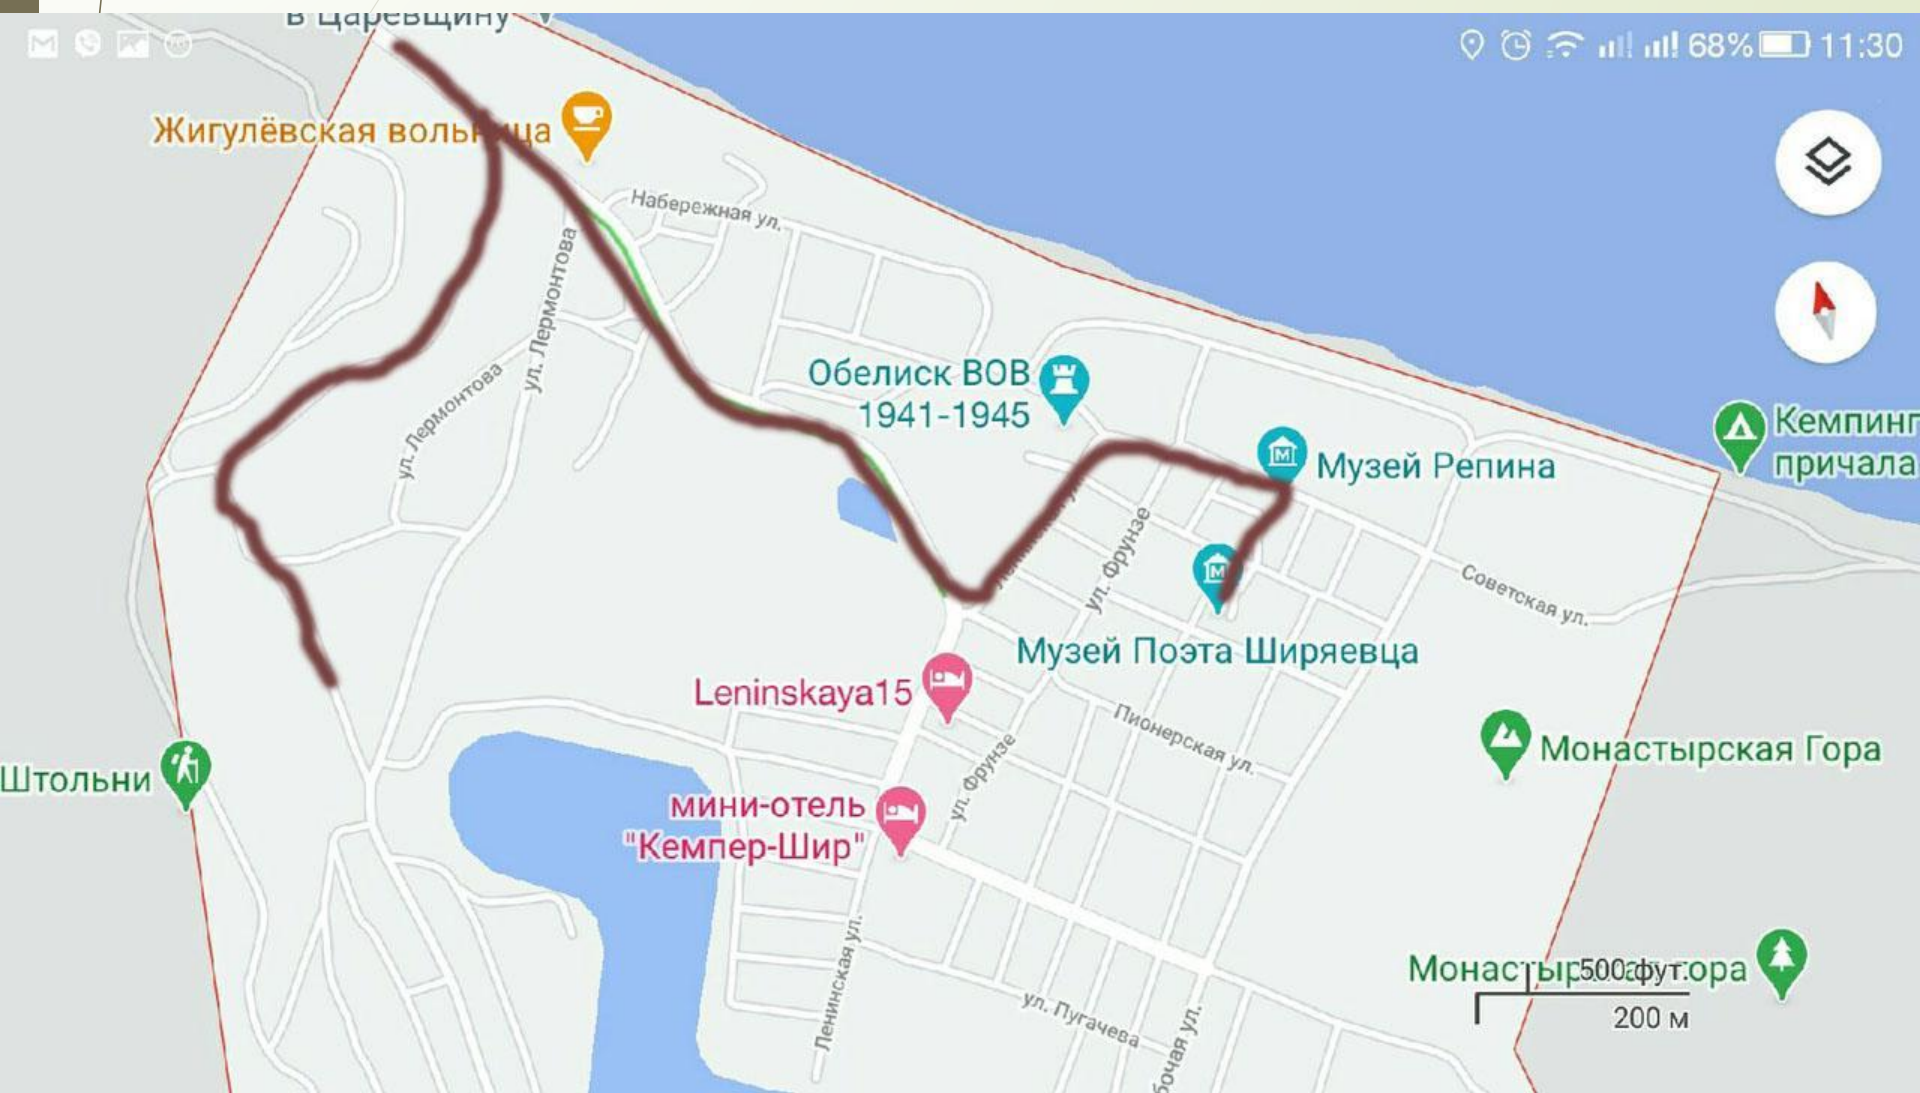 в Царевщину
68% 11:30
Жигулёвская вольница
Набережная ул.
ул. Лермонтова
ул. Лермонтова
Обелиск ВОВ
1941-1945
Музей Репина
Кемпинг
причала
ул. Фрунзе
Советская ул.
Музей Поэта Ширяевца
Leninskaya15
Пионерская ул.
Монастырская Гора
Штольни
мини-отель
"Кемпер-Шир"
ул. Фрунзе
Ленинская ул.
500 фут.
200 м
ул. Пугачева